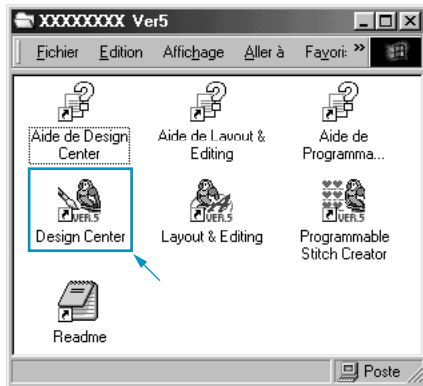 XXXXXXXX Ver5
Fichier Edition Affichage Aller à Favori: »
Aide de Design Center
Aide de Layout & Editing
Aide de Programma...
VER.5 VER.5 VER.5
Design Center
Layout & Editing
Programmable Stitch Creator
Readme
Poste